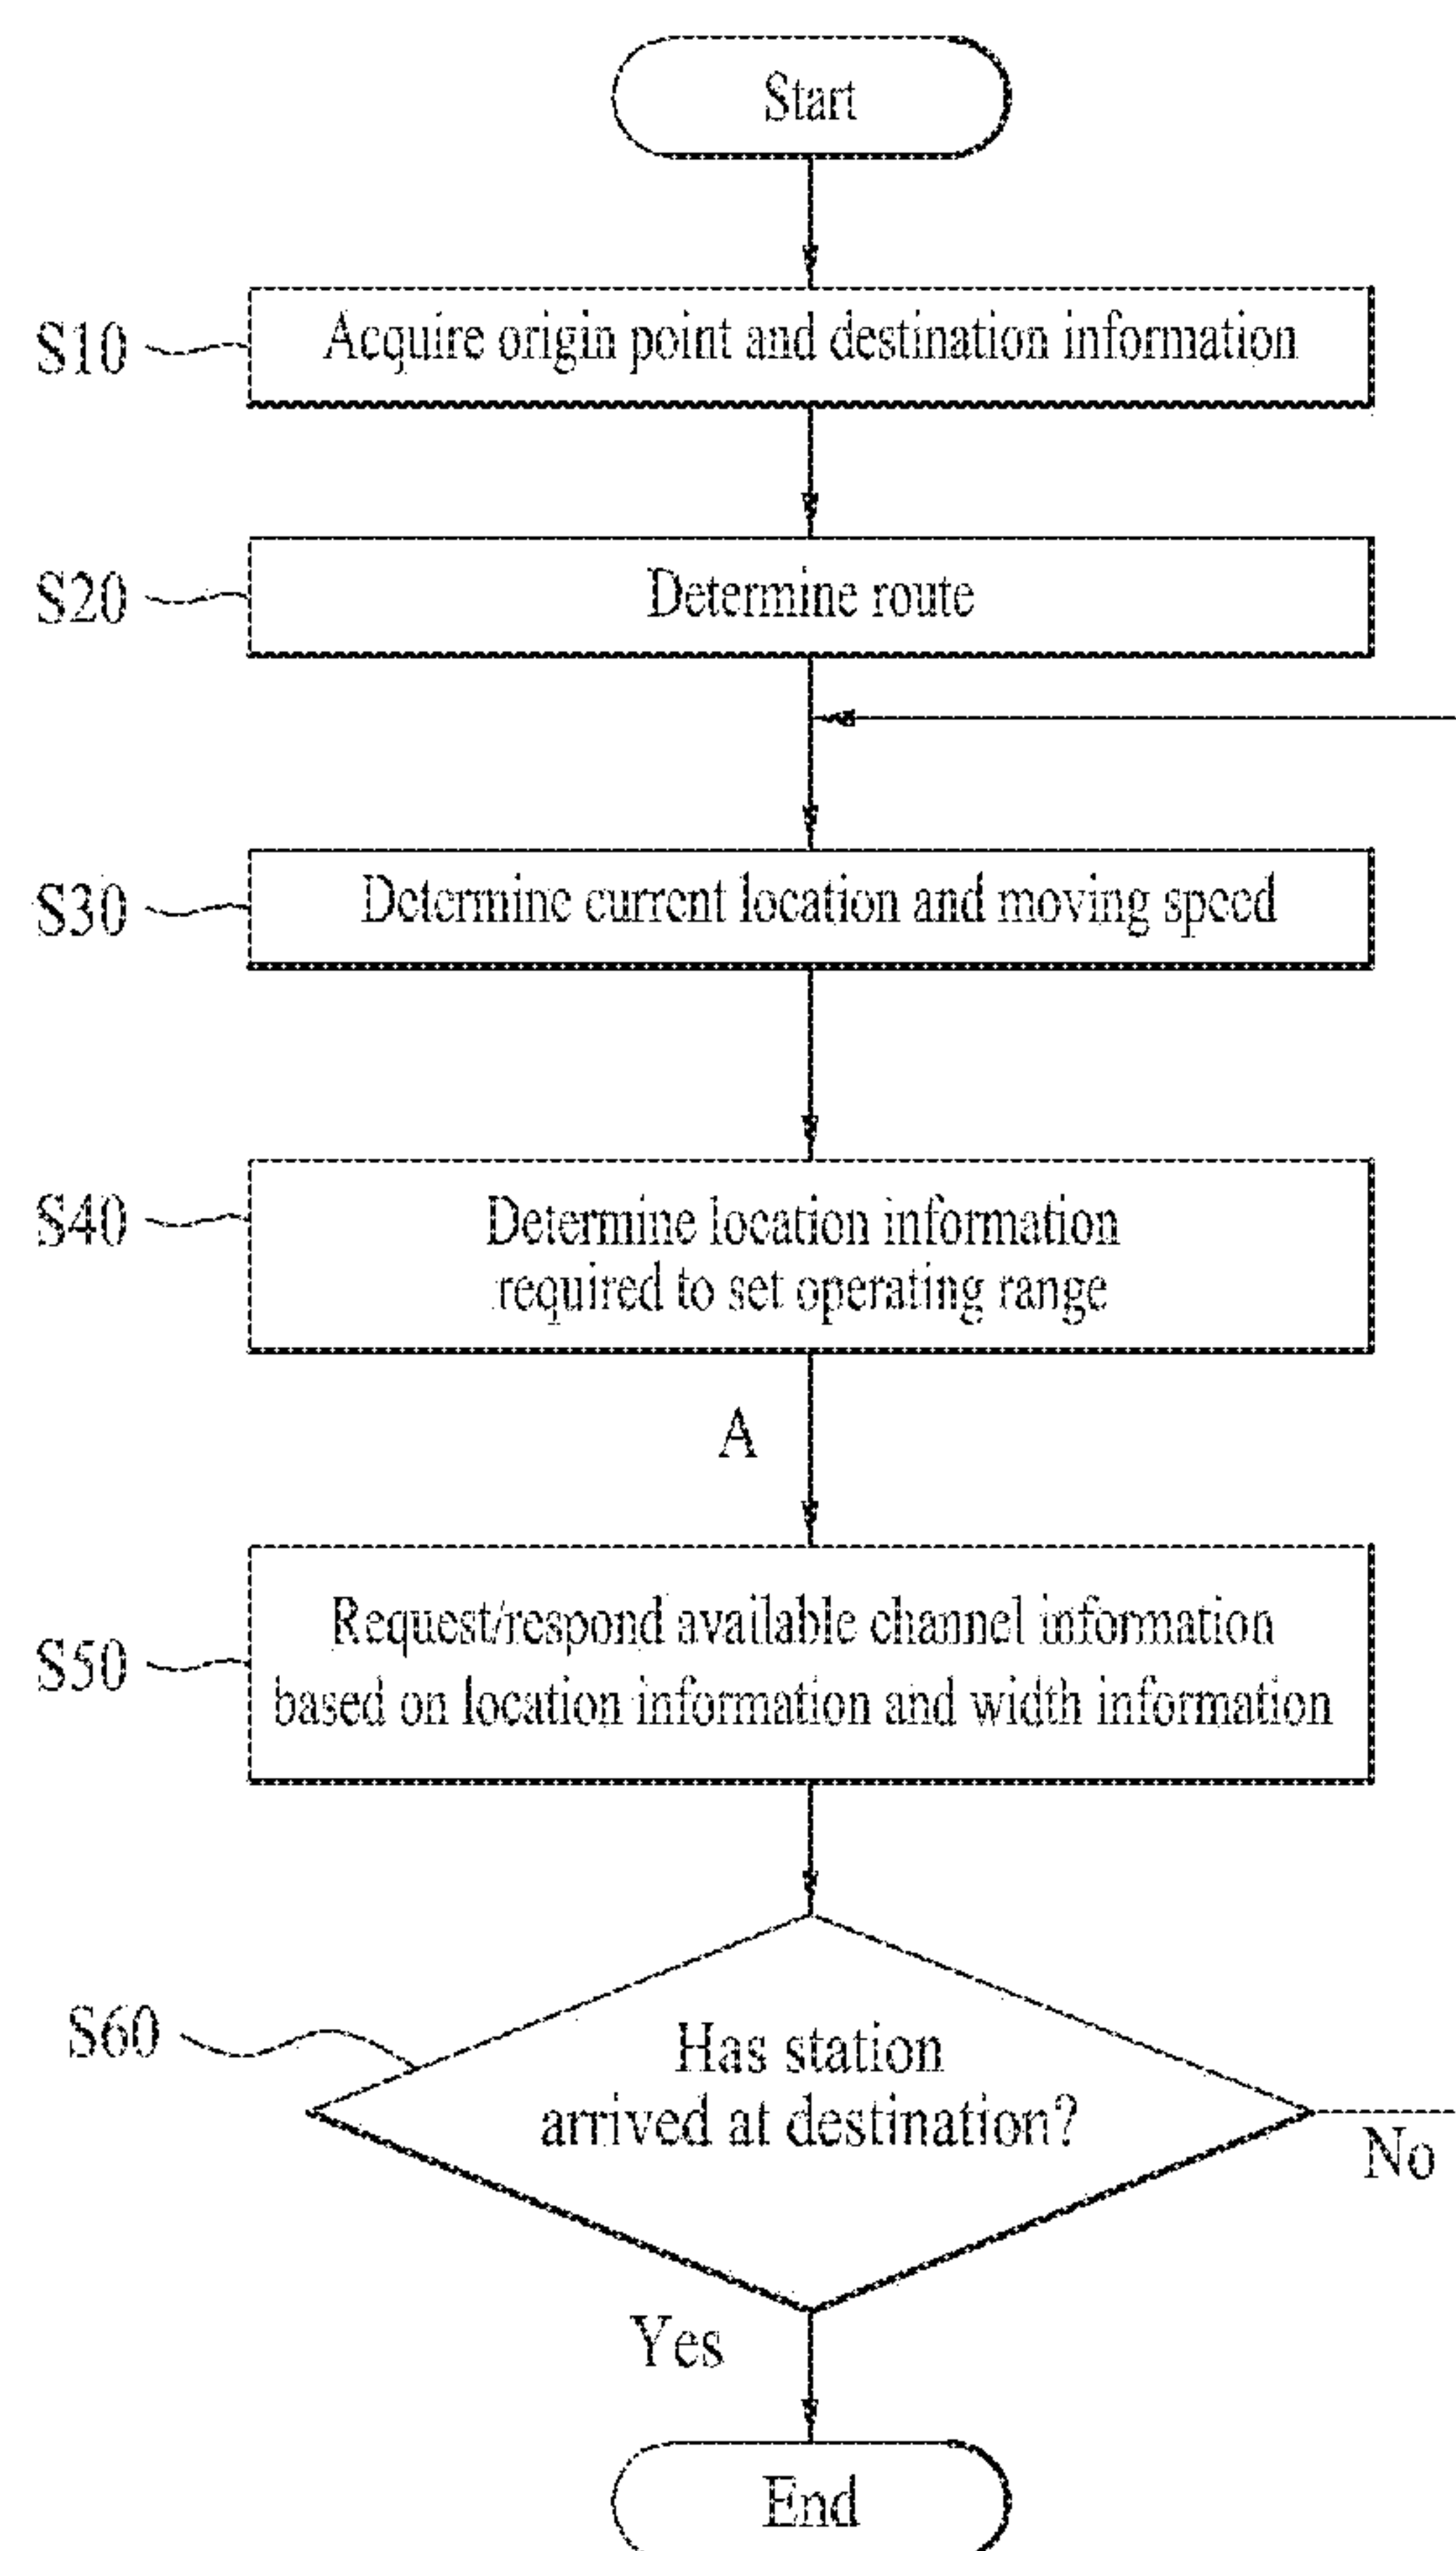 Start
S10
Acquire origin point and destination information
S20
Determine route
S30
Determine current location and moving speed
S40
Determine location information
required to set operating range
A
S50
Request/respond available channel information
based on location information and width information
S60
Has station
arrived at destination?
No
Yes
End